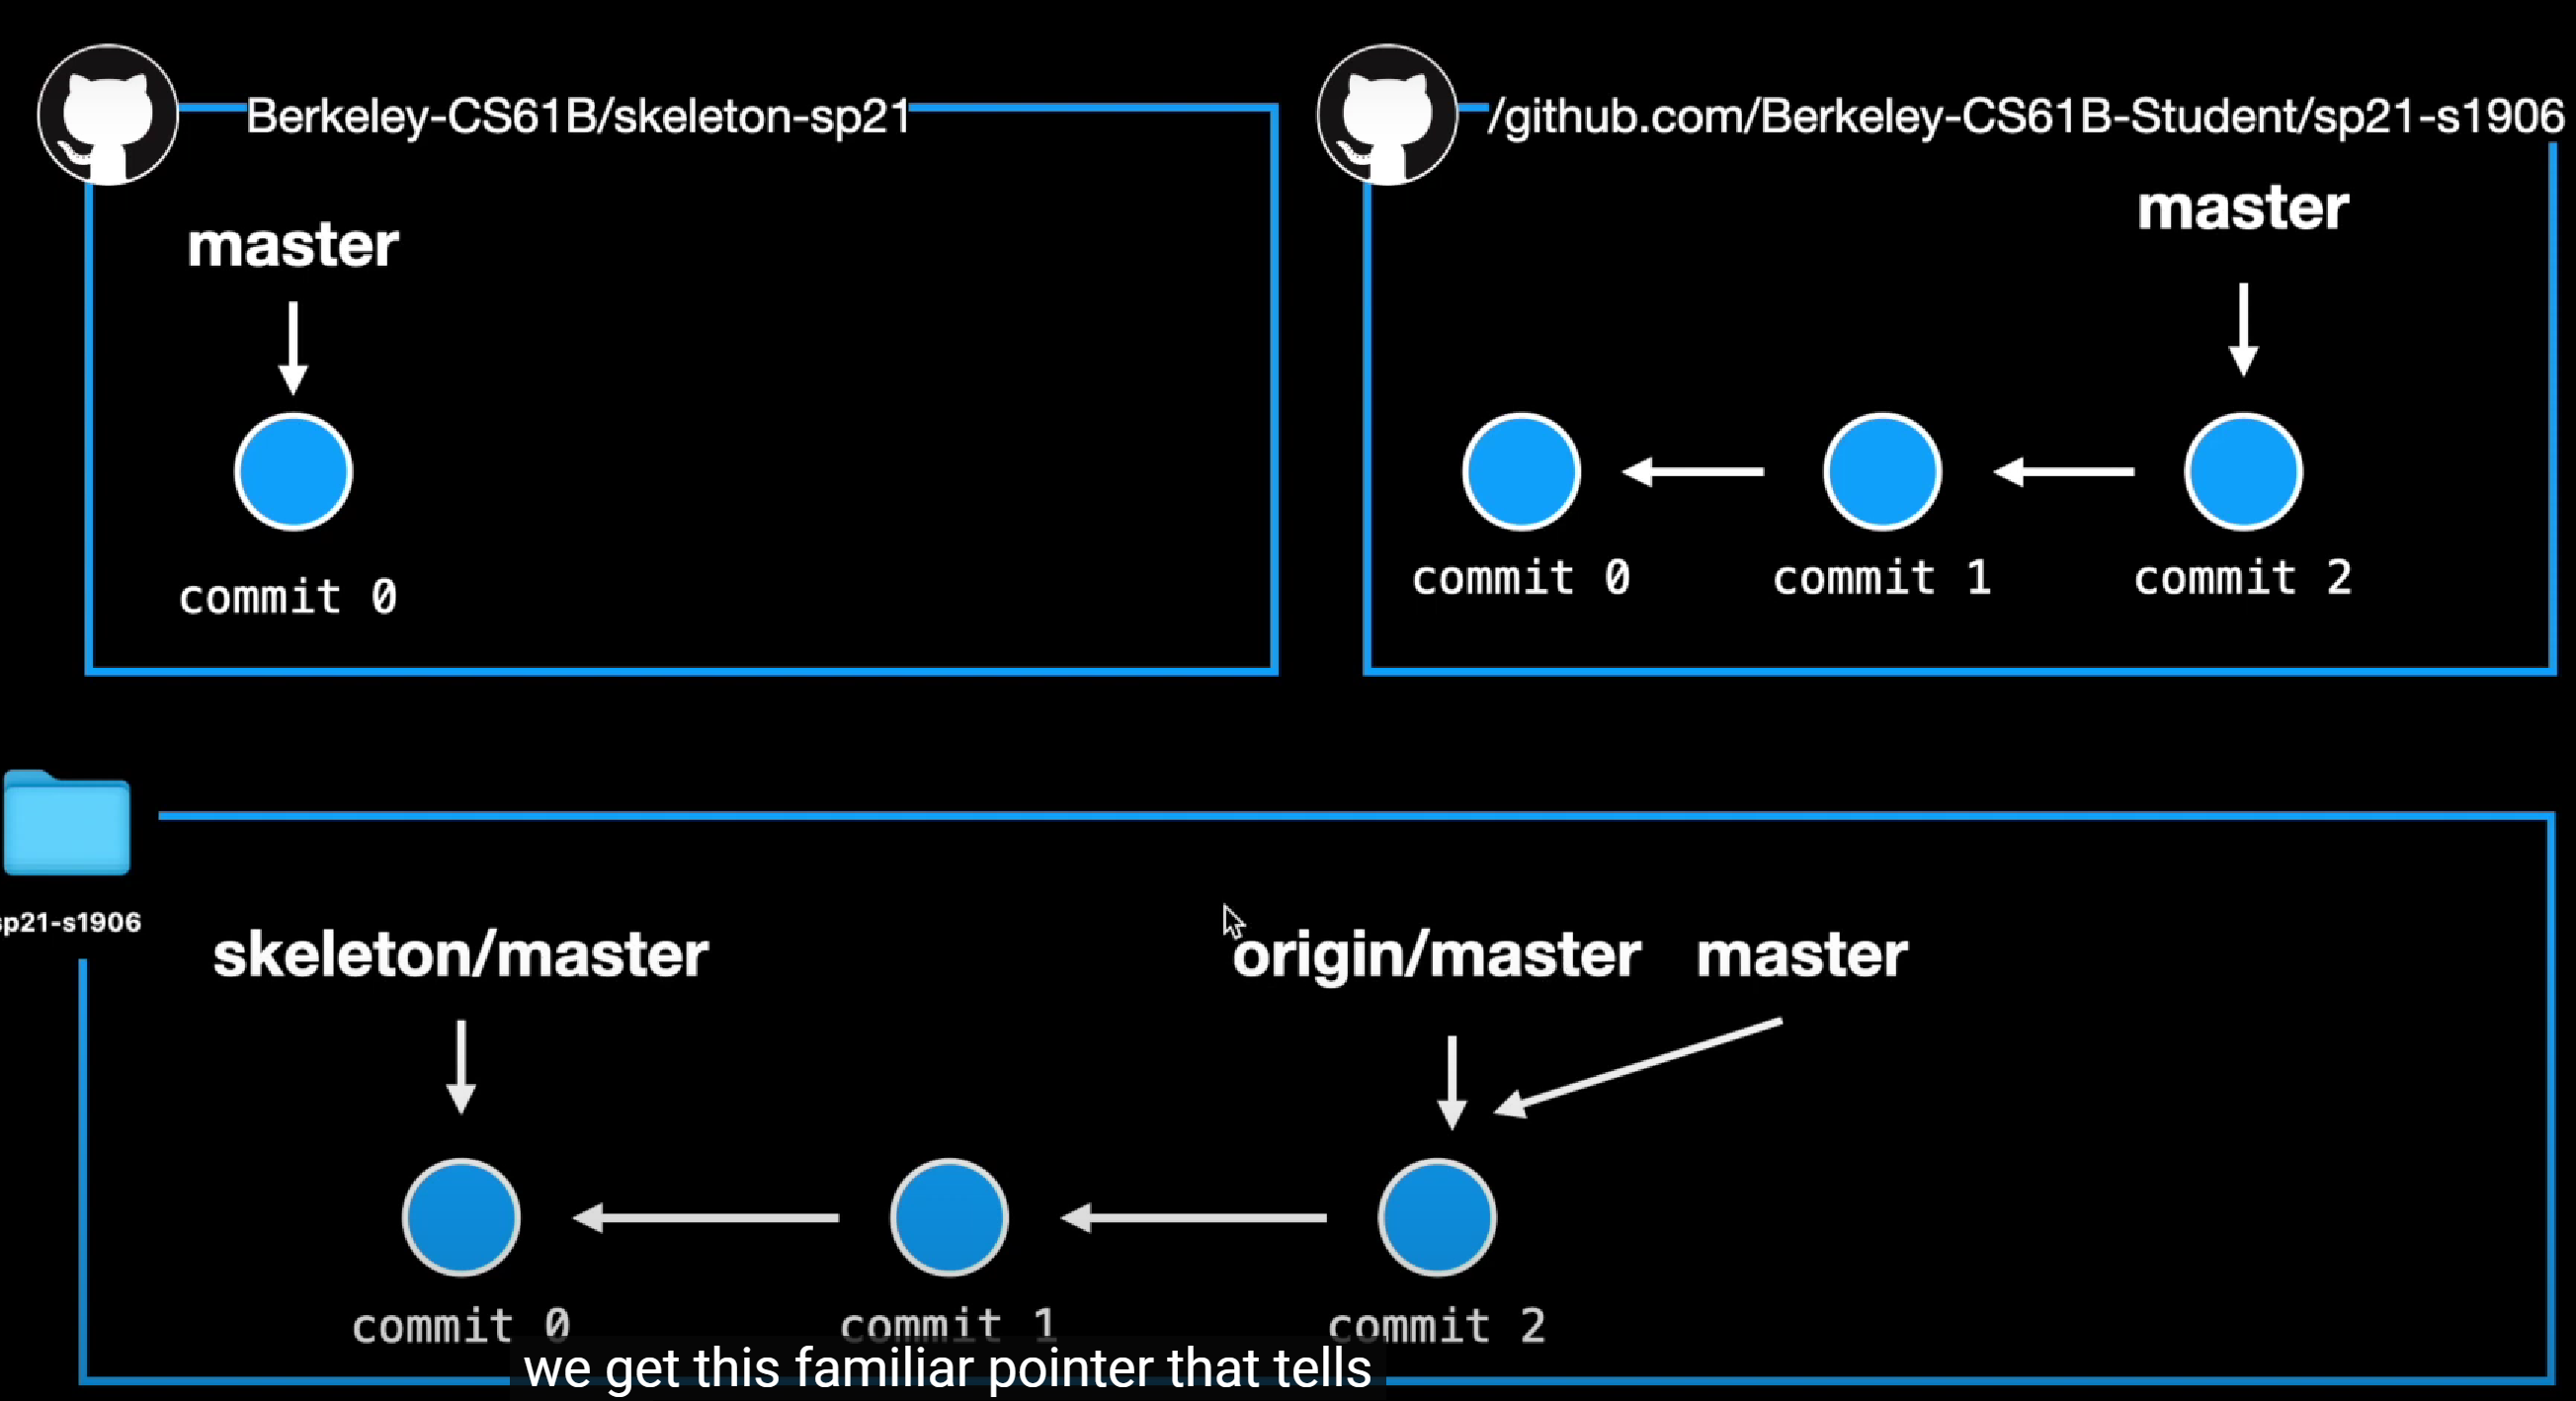 Berkeley-CS61B/skeleton-sp21
master
commit 0
/github.com/Berkeley-CS61B-Student/sp21-s1906
master
commit 0
commit 1
commit 2
sp21-s1906
skeleton/master
origin/master
master
commit 0
commit 1
commit 2
we get this familiar pointer that tells